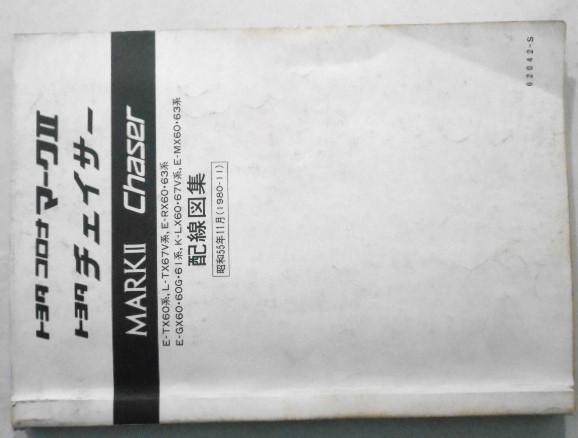 トヨタ コロナ マークII
トヨタ チェイサー
MARKII Chaser
E-TX60系, L-TX67V系, E-RX60・63系
E-GX60・60G・61系, K-LX60・67V系, E-MX60・63系
配線図集
昭和55年11月(1980-11)
62042-S